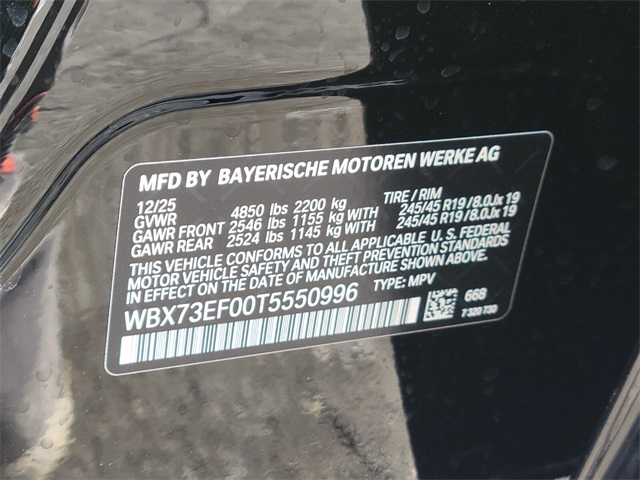 MFD BY BAYERISCHE MOTOREN WERKE AG
12/25 TIRE / RIM
GVWR 4850 lbs 2200 kg
GAWR FRONT 2546 lbs 1155 kg WITH 245/45 R19 /8.0Jx19
GAWR REAR 2524 lbs 1145 kg WITH 245/45 R19 /8.0Jx19
THIS VEHICLE CONFORMS TO ALL APPLICABLE U. S. FEDERAL
MOTOR VEHICLE SAFETY AND THEFT PREVENTION STANDARDS
IN EFFECT ON THE DATE OF MANUFACTURE SHOWN ABOVE.
WBX73EF00T5550996 TYPE: MPV
668
7 320 730